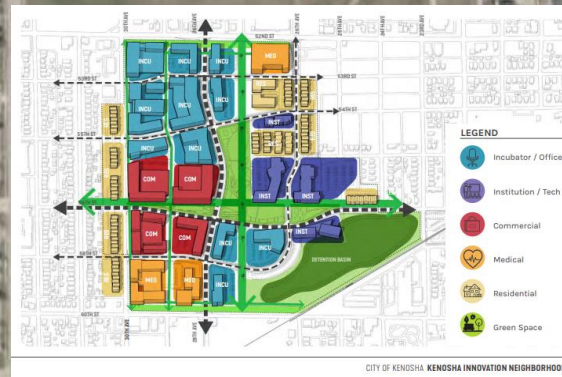 52ND ST
INCU
INCU
INCU
MED
53RD ST
INCU
INCU
INCU
54TH ST
55TH ST
INST
INCU
INCU
COM
COM
INST
INST
COM
COM
INCU
INCU
INST
DETENTION BASIN
MED
MED
INCU
60TH ST
LEGEND
Incubator / Office
Institution / Tech
Commercial
Medical
Residential
Green Space
CITY OF KENOSHA KENOSHA INNOVATION NEIGHBORHOOD